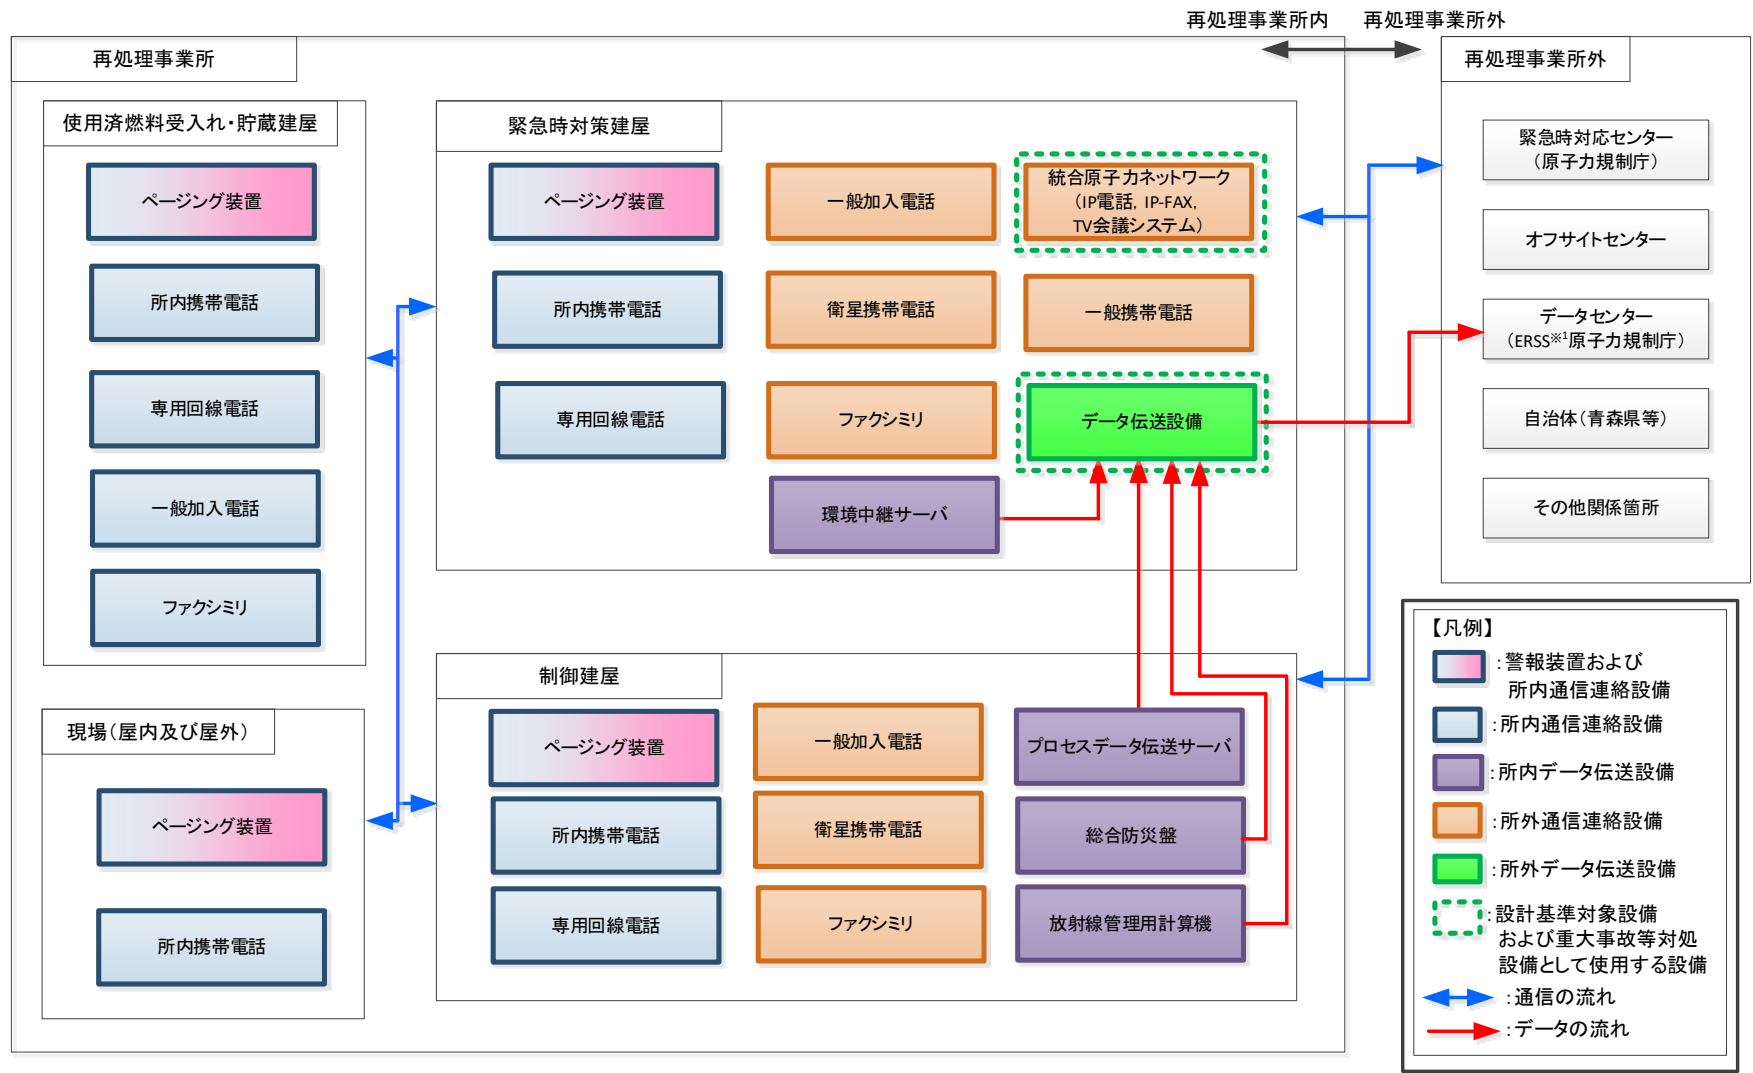 再処理事業所内
再処理事業所外
再処理事業所
使用済燃料受入れ・貯蔵建屋
ページング装置
所内携帯電話
専用回線電話
一般加入電話
ファクシミリ
現場(屋内及び屋外)
ページング装置
所内携帯電話
緊急時対策建屋
ページング装置
一般加入電話
統合原子力ネットワーク
(IP電話, IP-FAX,
TV会議システム)
所内携帯電話
衛星携帯電話
一般携帯電話
専用回線電話
ファクシミリ
データ伝送設備
環境中継サーバ
制御建屋
ページング装置
一般加入電話
プロセスデータ伝送サーバ
所内携帯電話
衛星携帯電話
総合防災盤
専用回線電話
ファクシミリ
放射線管理用計算機
再処理事業所外
緊急時対応センター
(原子力規制庁)
オフサイトセンター
データセンター
(ERSS※1原子力規制庁)
自治体(青森県等)
その他関係箇所
【凡例】
:警報装置および
所内通信連絡設備
:所内通信連絡設備
:所内データ伝送設備
:所外通信連絡設備
:所外データ伝送設備
:設計基準対象設備
および重大事故等対処
設備として使用する設備
:通信の流れ
:データの流れ